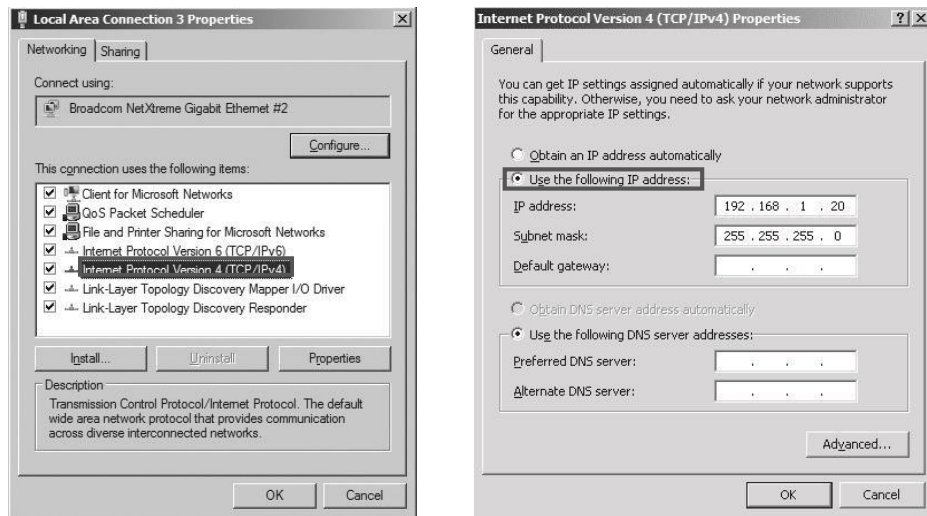 Local Area Connection 3 Properties
Networking
Sharing
Connect using:
Broadcom NetXtreme Gigabit Ethernet #2
Configure...
This connection uses the following items:
Client for Microsoft Networks
QoS Packet Scheduler
File and Printer Sharing for Microsoft Networks
Internet Protocol Version 6 (TCP/IPv6)
Internet Protocol Version 4 (TCP/IPv4)
Link-Layer Topology Discovery Mapper I/O Driver
Link-Layer Topology Discovery Responder
Install...
Uninstall
Properties
Description
Transmission Control Protocol/Internet Protocol. The default
wide area network protocol that provides communication
across diverse interconnected networks.
OK
Cancel
Internet Protocol Version 4 (TCP/IPv4) Properties
General
You can get IP settings assigned automatically if your network supports
this capability. Otherwise, you need to ask your network administrator
for the appropriate IP settings.
Obtain an IP address automatically
Use the following IP address:
IP address: 192 . 168 . 1 . 20
Subnet mask: 255 . 255 . 255 . 0
Default gateway: . . .
Obtain DNS server address automatically
Use the following DNS server addresses:
Preferred DNS server: . . .
Alternate DNS server: . . .
Advanced...
OK
Cancel